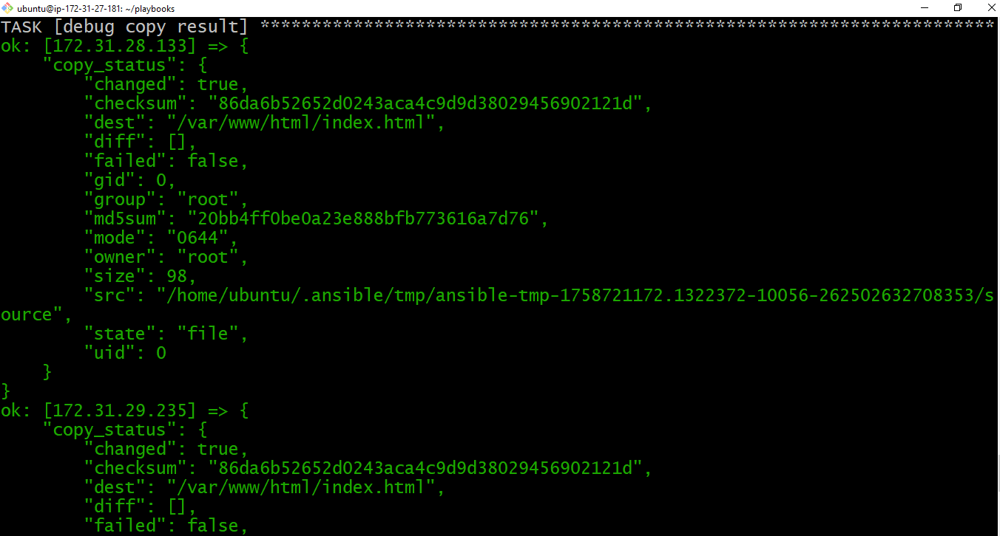 ubuntu@ip-172-31-27-181: ~/playbooks
TASK [debug copy result] ***********************************************************************
ok: [172.31.28.133] => {
    "copy_status": {
        "changed": true,
        "checksum": "86da6b52652d0243aca4c9d9d38029456902121d",
        "dest": "/var/www/html/index.html",
        "diff": [],
        "failed": false,
        "gid": 0,
        "group": "root",
        "md5sum": "20bb4ff0be0a23e888bfb773616a7d76",
        "mode": "0644",
        "owner": "root",
        "size": 98,
        "src": "/home/ubuntu/.ansible/tmp/ansible-tmp-1758721172.1322372-10056-262502632708353/s
ource",
        "state": "file",
        "uid": 0
    }
}
ok: [172.31.29.235] => {
    "copy_status": {
        "changed": true,
        "checksum": "86da6b52652d0243aca4c9d9d38029456902121d",
        "dest": "/var/www/html/index.html",
        "diff": [],
        "failed": false,